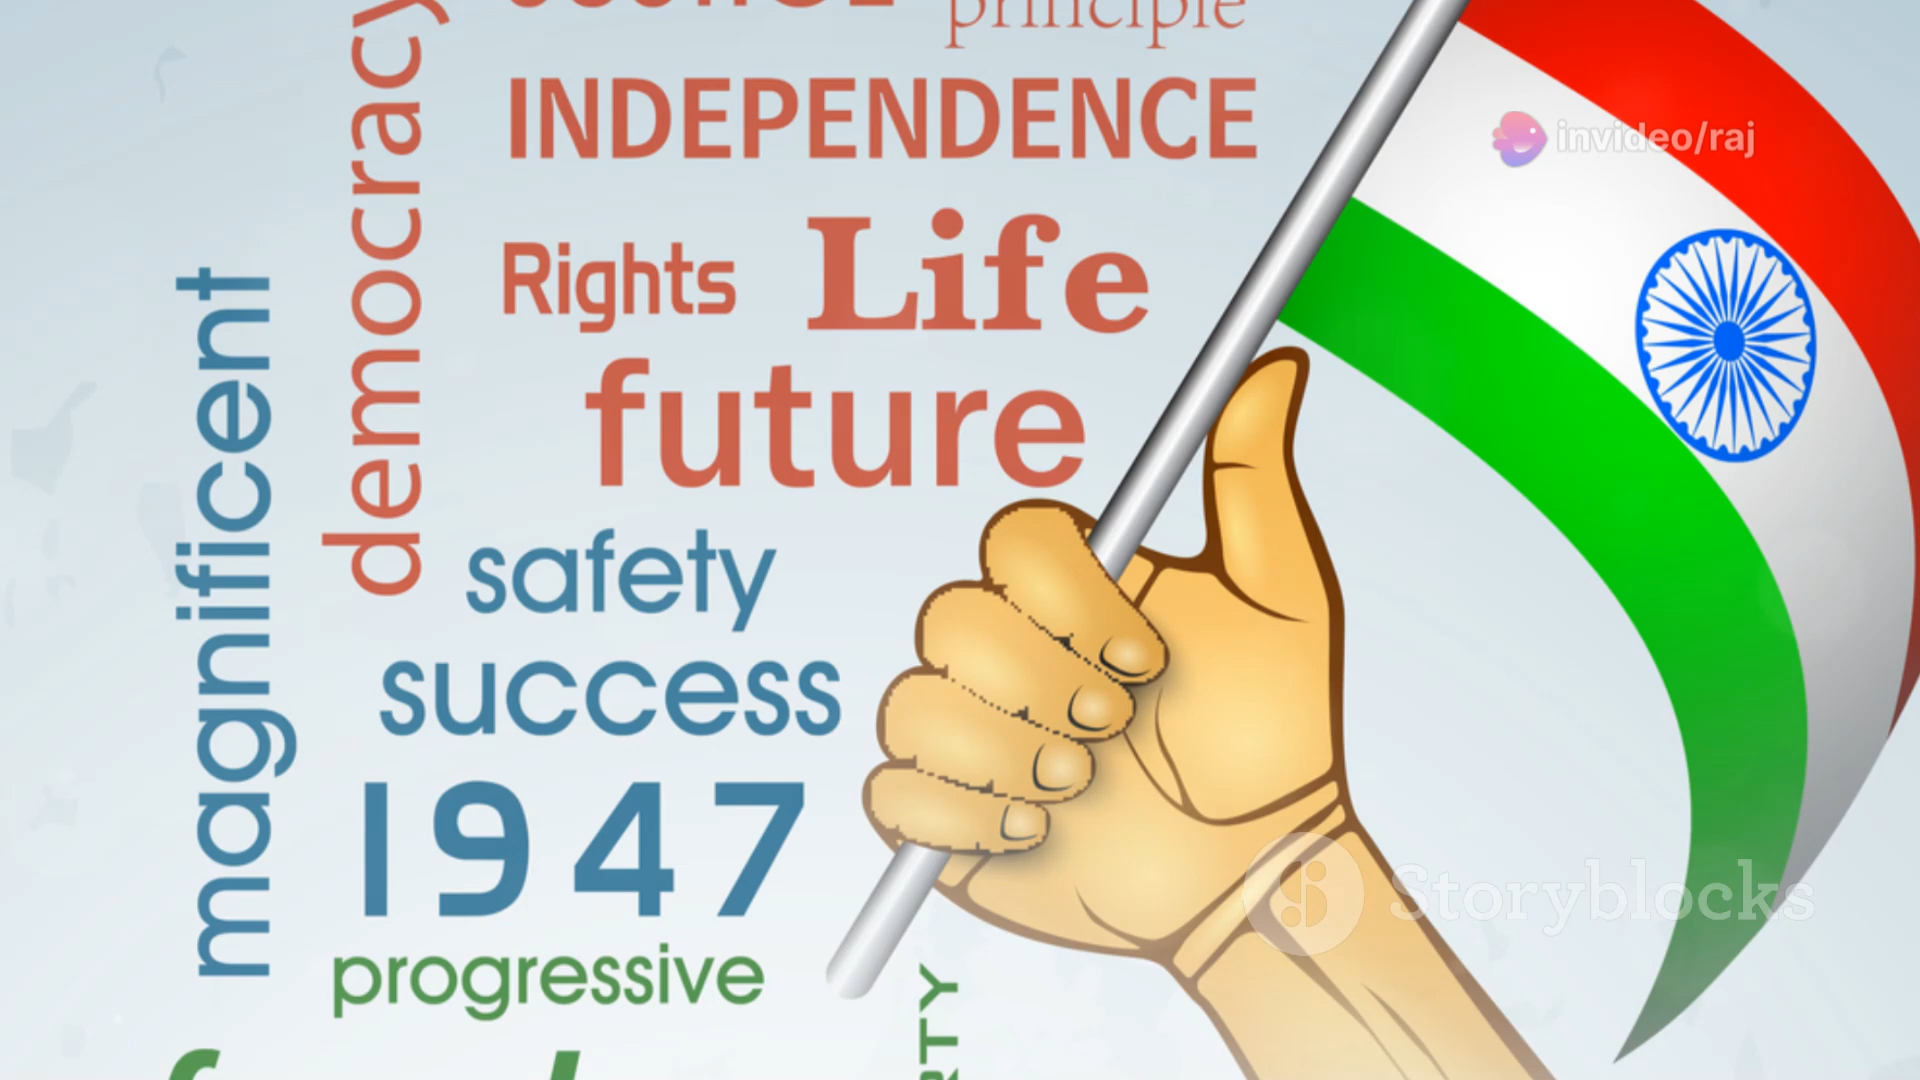 principle
INDEPENDENCE
democracy
Rights Life
future
magnificent
safety
success
1947
progressive
invideo/raj
Storyblocks